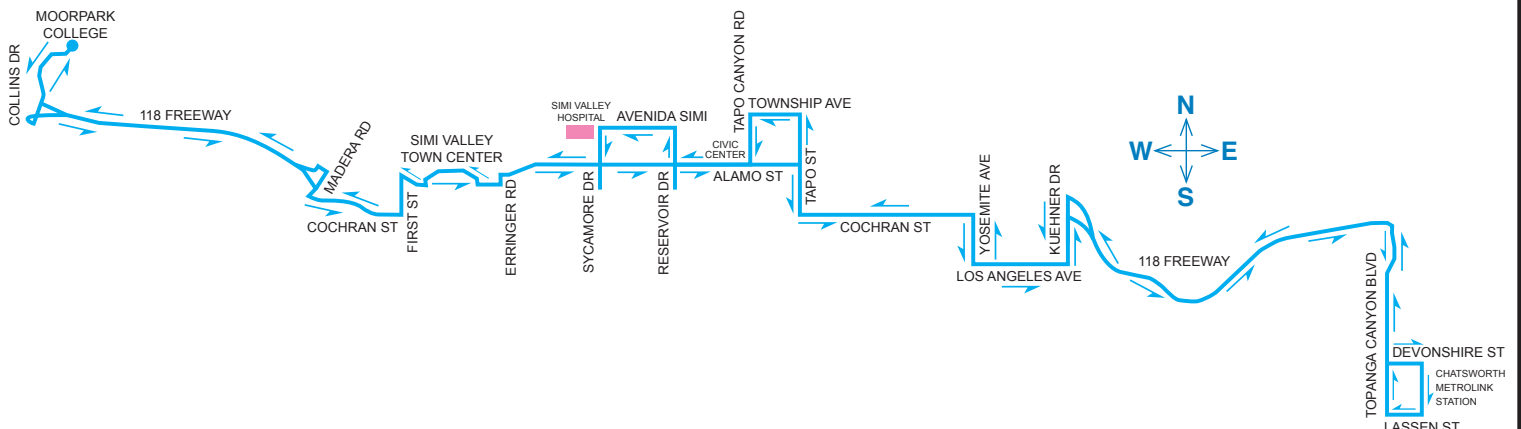 MOORPARK
COLLEGE
COLLINS DR
118 FREEWAY
MADERA RD
SIMI VALLEY
TOWN CENTER
COCHRAN ST
FIRST ST
ERRINGER RD
SIMI VALLEY
HOSPITAL
AVENIDA SIMI
SYCAMORE DR
RESERVOIR DR
CIVIC
CENTER
ALAMO ST
TAPO CANYON RD
TOWNSHIP AVE
TAPO ST
COCHRAN ST
YOSEMITE AVE
LOS ANGELES AVE
KUEHNER DR
N
W
E
S
118 FREEWAY
TOPANGA CANYON BLVD
DEVONSHIRE ST
CHATSWORTH
METROLINK
STATION
LASSEN ST